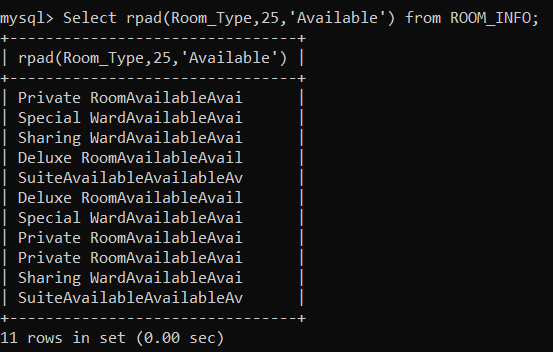 mysql> Select rpad(Room_Type,25,'Available') from ROOM_INFO;
+--------------------------------+
| rpad(Room_Type,25,'Available') |
+--------------------------------+
| Private RoomAvailableAvai      |
| Special WardAvailableAvai      |
| Sharing WardAvailableAvai      |
| Deluxe RoomAvailableAvail      |
| SuiteAvailableAvailableAv      |
| Deluxe RoomAvailableAvail      |
| Special WardAvailableAvai      |
| Private RoomAvailableAvai      |
| Private RoomAvailableAvai      |
| Sharing WardAvailableAvai      |
| SuiteAvailableAvailableAv      |
+--------------------------------+
11 rows in set (0.00 sec)